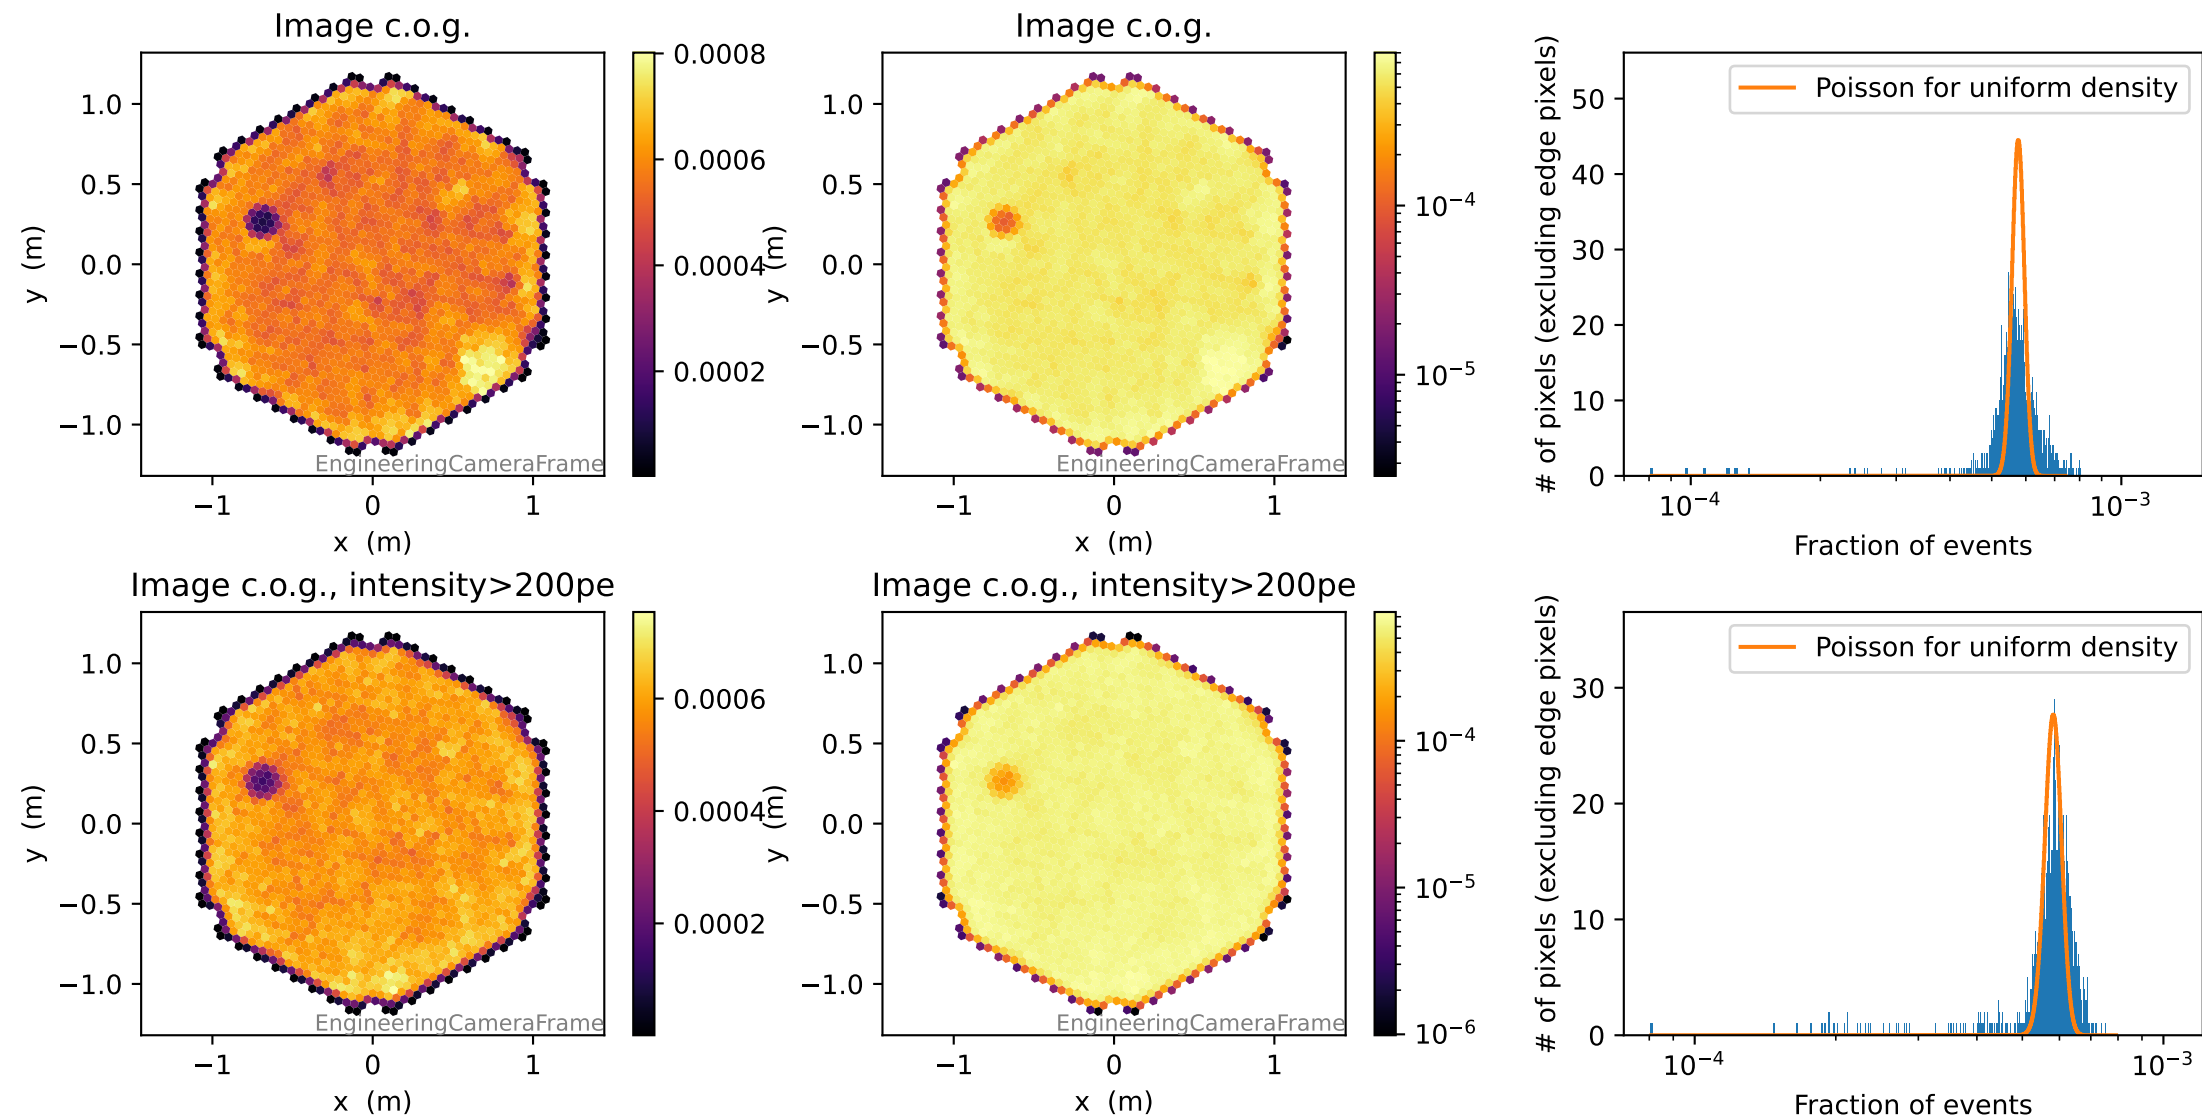 Image c.o.g.
1.0
0.5
0.0
−0.5
−1.0
y (m)
−1
0
1
x (m)
EngineeringCameraFrame
0.0008
0.0006
0.0004
0.0002
Image c.o.g.
1.0
0.5
0.0
−0.5
−1.0
y (m)
−1
0
1
x (m)
EngineeringCameraFrame
10⁻⁴
10⁻⁵
Poisson for uniform density
50
40
30
20
10
0
# of pixels (excluding edge pixels)
10⁻⁴
10⁻³
Fraction of events
Image c.o.g., intensity>200pe
1.0
0.5
0.0
−0.5
−1.0
y (m)
−1
0
1
x (m)
EngineeringCameraFrame
0.0006
0.0004
0.0002
Image c.o.g., intensity>200pe
1.0
0.5
0.0
−0.5
−1.0
y (m)
−1
0
1
x (m)
EngineeringCameraFrame
10⁻⁴
10⁻⁵
10⁻⁶
Poisson for uniform density
30
20
10
0
# of pixels (excluding edge pixels)
10⁻⁴
10⁻³
Fraction of events